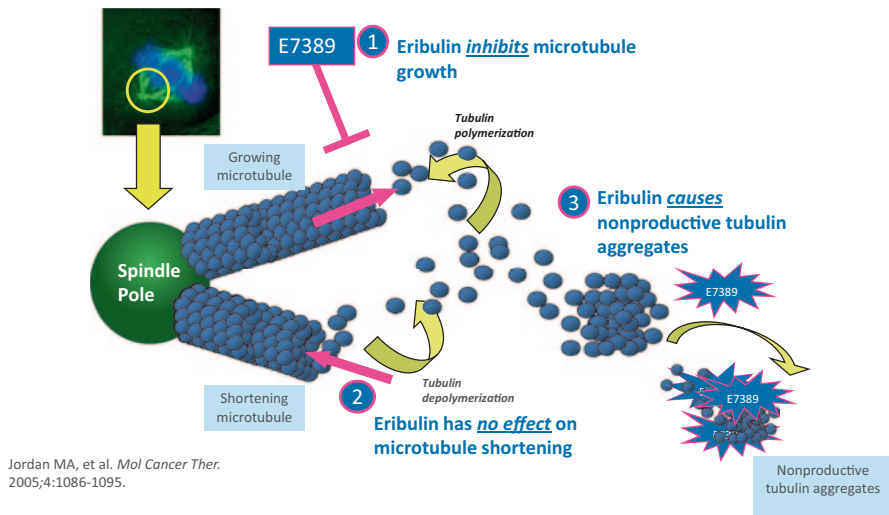 E7389
1
Eribulin inhibits microtubule
growth
Tubulin
polymerization
Growing
microtubule
3
Eribulin causes
nonproductive tubulin
aggregates
Spindle
Pole
E7389
Shortening
microtubule
2
Tubulin
depolymerization
Eribulin has no effect on
microtubule shortening
E7389
Jordan MA, et al. Mol Cancer Ther.
2005;4:1086-1095.
Nonproductive
tubulin aggregates